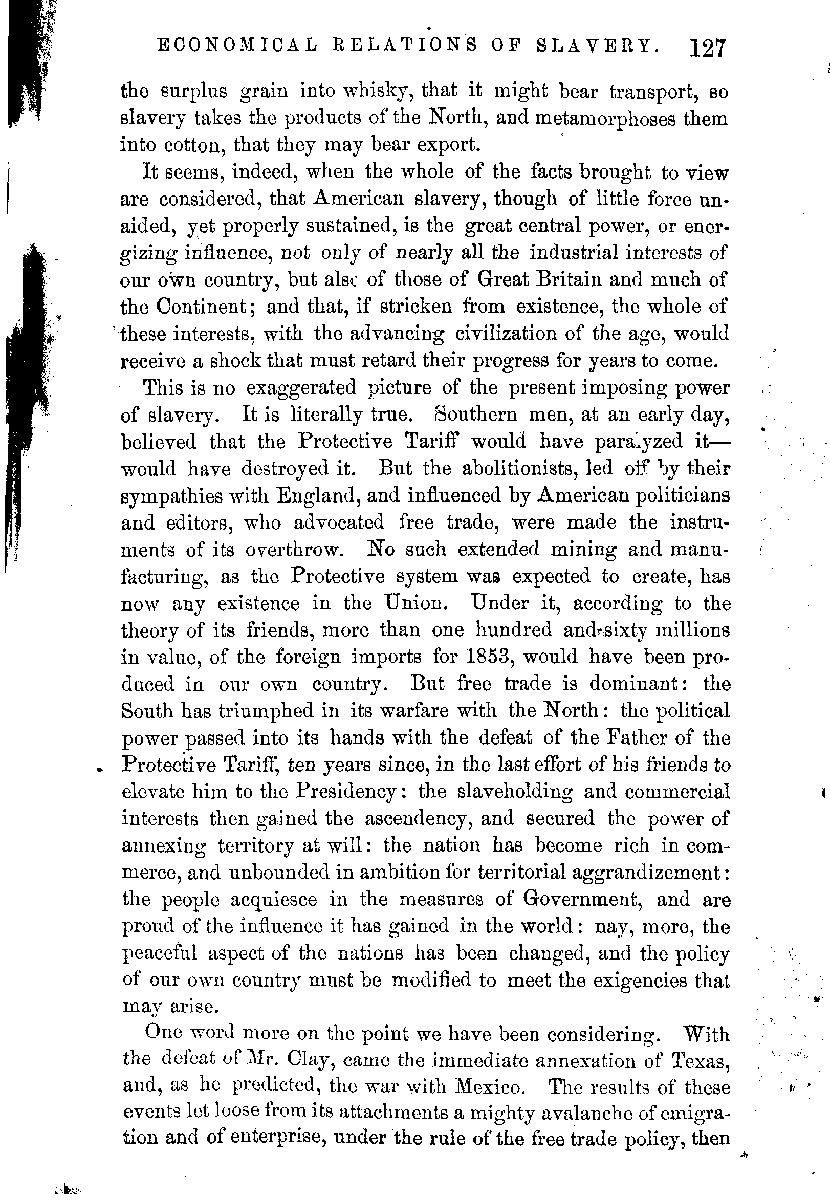 ECONOMICAL RELATIONS OF SLAVERY. 127
the surplus grain into whisky, that it might bear transport, so
slavery takes the products of the North, and metamorphoses them
into cotton, that they may bear export.
It seems, indeed, when the whole of the facts brought to view
are considered, that American slavery, though of little force un-
aided, yet properly sustained, is the great central power, or ener-
gizing influence, not only of nearly all the industrial interests of
our own country, but also of those of Great Britain and much of
the Continent; and that, if stricken from existence, the whole of
these interests, with the advancing civilization of the age, would
receive a shock that must retard their progress for years to come.
This is no exaggerated picture of the present imposing power
of slavery. It is literally true. Southern men, at an early day,
believed that the Protective Tariff would have paralyzed it—
would have destroyed it. But the abolitionists, led off by their
sympathies with England, and influenced by American politicians
and editors, who advocated free trade, were made the instru-
ments of its overthrow. No such extended mining and manu-
facturing, as the Protective system was expected to create, has
now any existence in the Union. Under it, according to the
theory of its friends, more than one hundred and sixty millions
in value, of the foreign imports for 1853, would have been pro-
duced in our own country. But free trade is dominant: the
South has triumphed in its warfare with the North: the political
power passed into its hands with the defeat of the Father of the
Protective Tariff, ten years since, in the last effort of his friends to
elevate him to the Presidency: the slaveholding and commercial
interests then gained the ascendency, and secured the power of
annexing territory at will: the nation has become rich in com-
merce, and unbounded in ambition for territorial aggrandizement:
the people acquiesce in the measures of Government, and are
proud of the influence it has gained in the world: nay, more, the
peaceful aspect of the nations has been changed, and the policy
of our own country must be modified to meet the exigencies that
may arise.
One word more on the point we have been considering. With
the defeat of Mr. Clay, came the immediate annexation of Texas,
and, as he predicted, the war with Mexico. The results of these
events let loose from its attachments a mighty avalanche of emigra-
tion and of enterprise, under the rule of the free trade policy, then